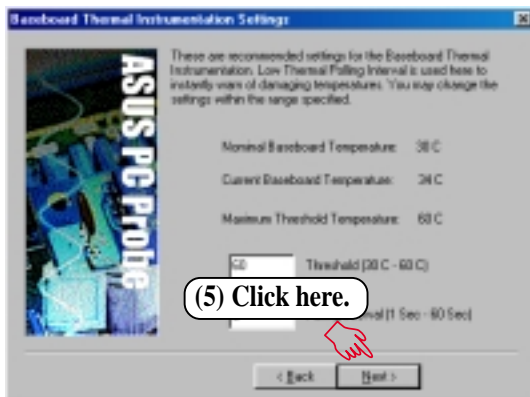 Baseboard Thermal Instrumentation Settings
ASUS PC Probe
These are recommended settings for the Baseboard Thermal
Instrumentation. Low Thermal Polling Interval is used here to
instantly warn of damaging temperatures. You may change the
settings within the range specified.
Nominal Baseboard Temperature: 30 C
Current Baseboard Temperature: 34 C
Maximum Threshold Temperature: 60 C
60 Threshold (30 C - 60 C)
(5) Click here.
(1 Sec - 60 Sec)
< Back Next >